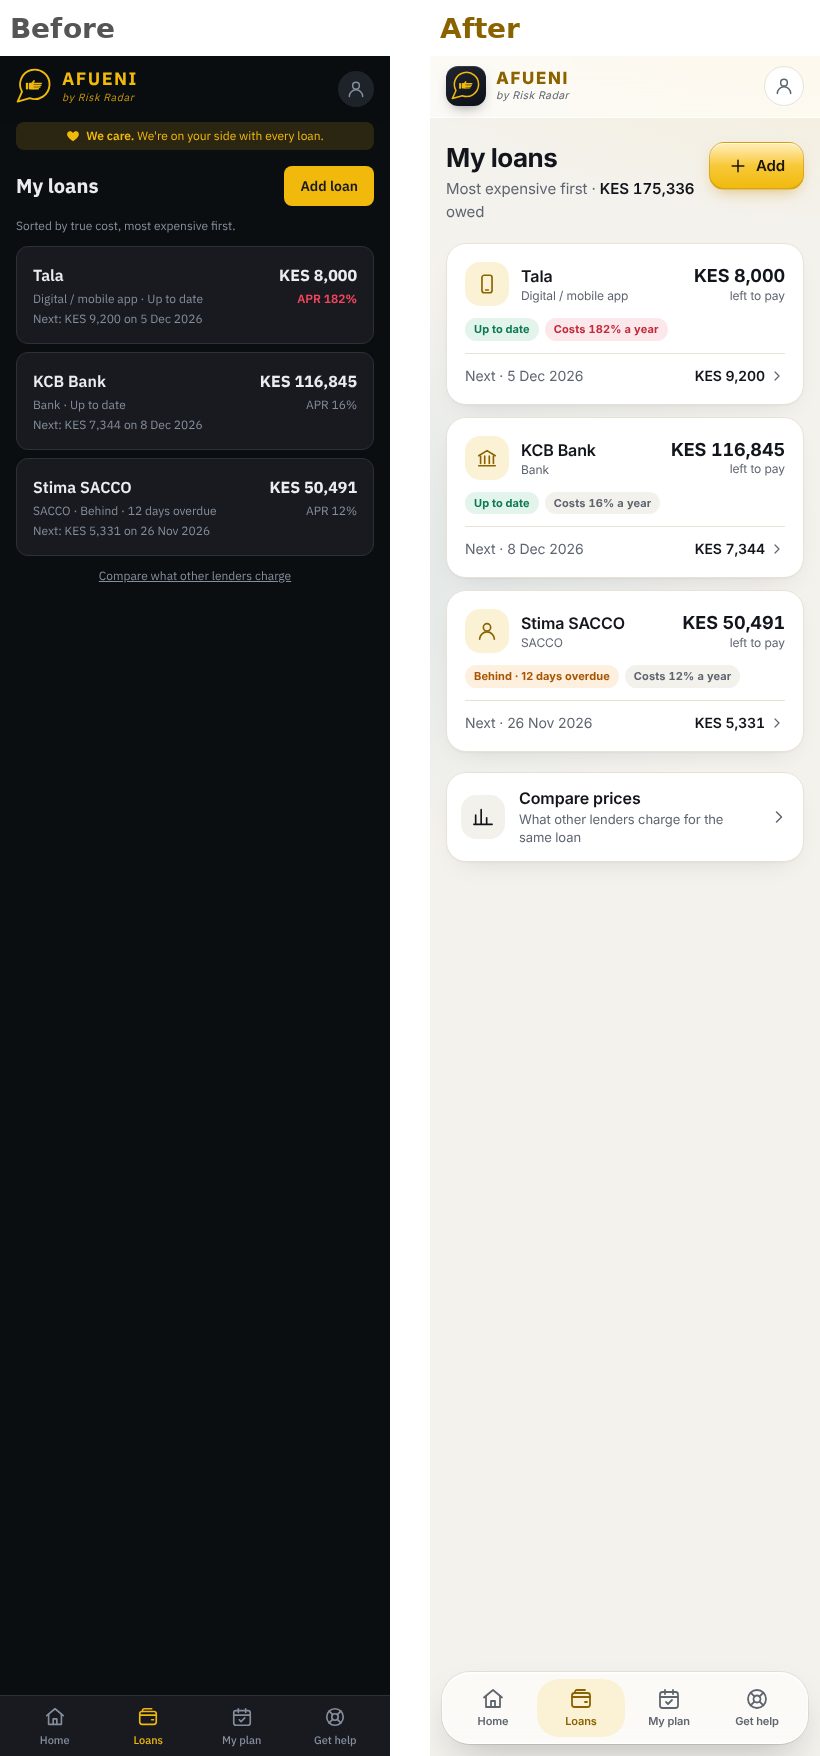 Before
AFUENI
by Risk Radar
We care. We're on your side with every loan.
My loans
Add loan
Sorted by true cost, most expensive first.
Tala
KES 8,000
Digital / mobile app · Up to date
APR 182%
Next: KES 9,200 on 5 Dec 2026
KCB Bank
KES 116,845
Bank · Up to date
APR 16%
Next: KES 7,344 on 8 Dec 2026
Stima SACCO
KES 50,491
SACCO · Behind · 12 days overdue
APR 12%
Next: KES 5,331 on 26 Nov 2026
Compare what other lenders charge
Home
Loans
My plan
Get help
After
AFUENI
by Risk Radar
My loans
Add
Most expensive first · KES 175,336
owed
Tala
KES 8,000
Digital / mobile app
left to pay
Up to date
Costs 182% a year
Next · 5 Dec 2026
KES 9,200
KCB Bank
KES 116,845
Bank
left to pay
Up to date
Costs 16% a year
Next · 8 Dec 2026
KES 7,344
Stima SACCO
KES 50,491
SACCO
left to pay
Behind · 12 days overdue
Costs 12% a year
Next · 26 Nov 2026
KES 5,331
Compare prices
What other lenders charge for the
same loan
Home
Loans
My plan
Get help